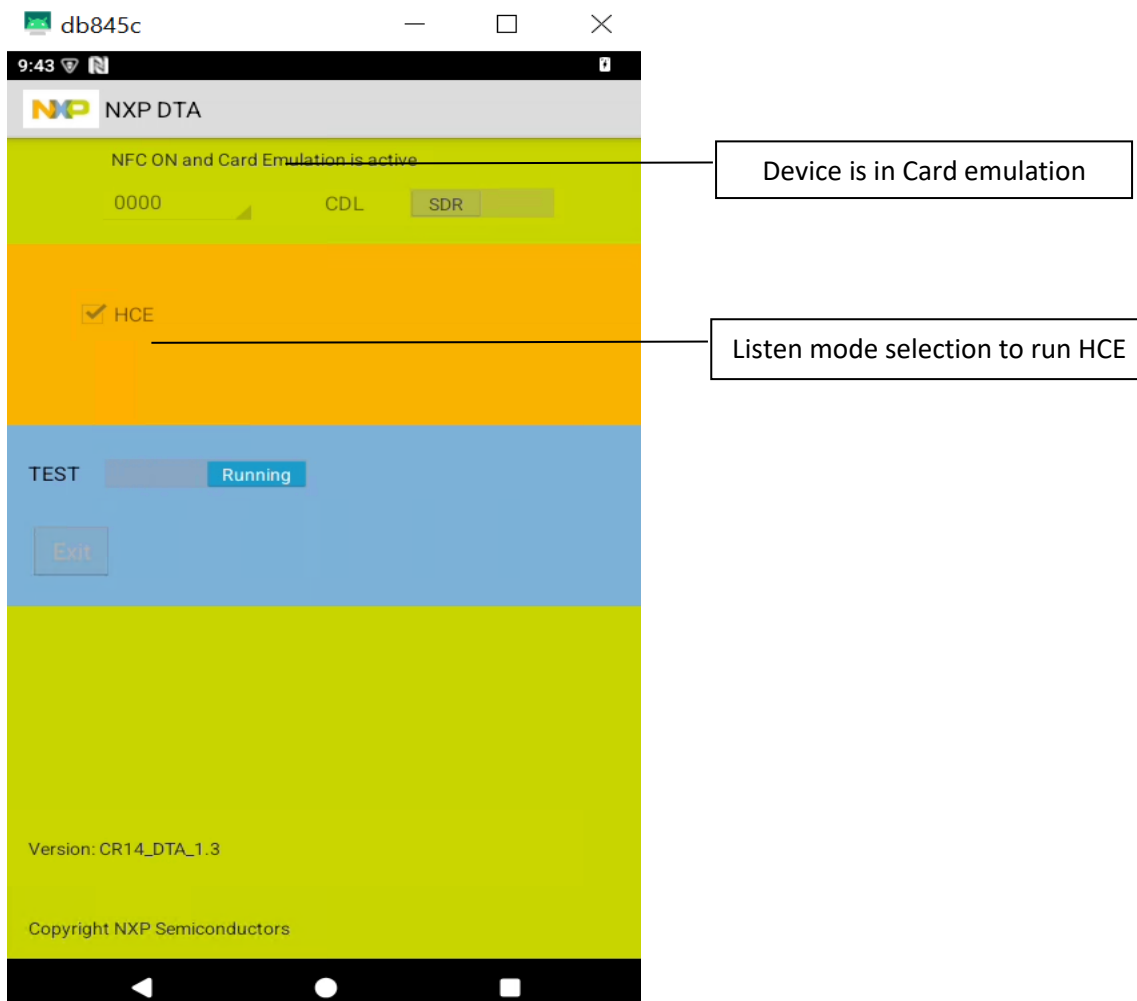 db845c
9:43
NXP NXP DTA
NFC ON and Card Emulation is active
Device is in Card emulation
0000 CDL SDR
HCE
Listen mode selection to run HCE
TEST Running
Exit
Version: CR14_DTA_1.3
Copyright NXP Semiconductors